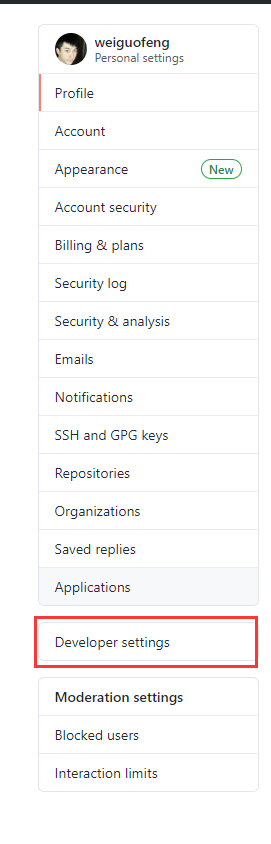 weiguofeng
Personal settings
Profile
Account
Appearance New
Account security
Billing & plans
Security log
Security & analysis
Emails
Notifications
SSH and GPG keys
Repositories
Organizations
Saved replies
Applications
Developer settings
Moderation settings
Blocked users
Interaction limits